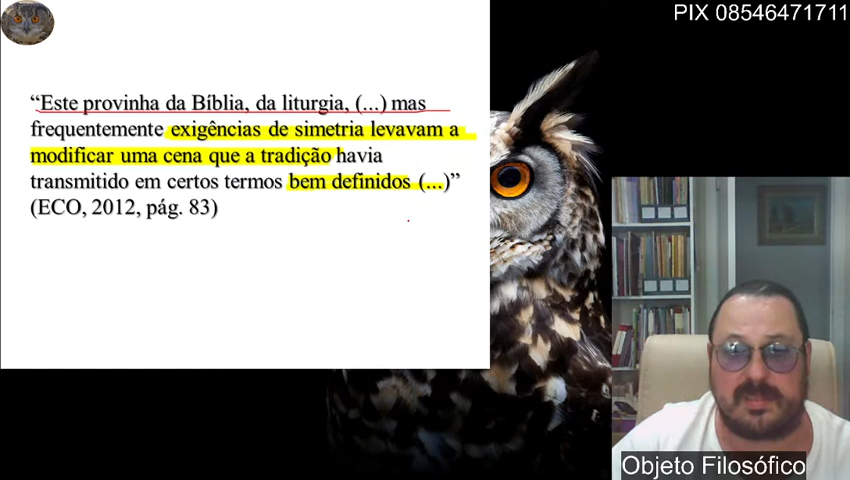 PIX 08546471711
“Este provinha da Bíblia, da liturgia, (...) mas
frequentemente exigências de simetria levavam a
modificar uma cena que a tradição havia
transmitido em certos termos bem definidos (...)”
(ECO, 2012, pág. 83)
Objeto Filosófico